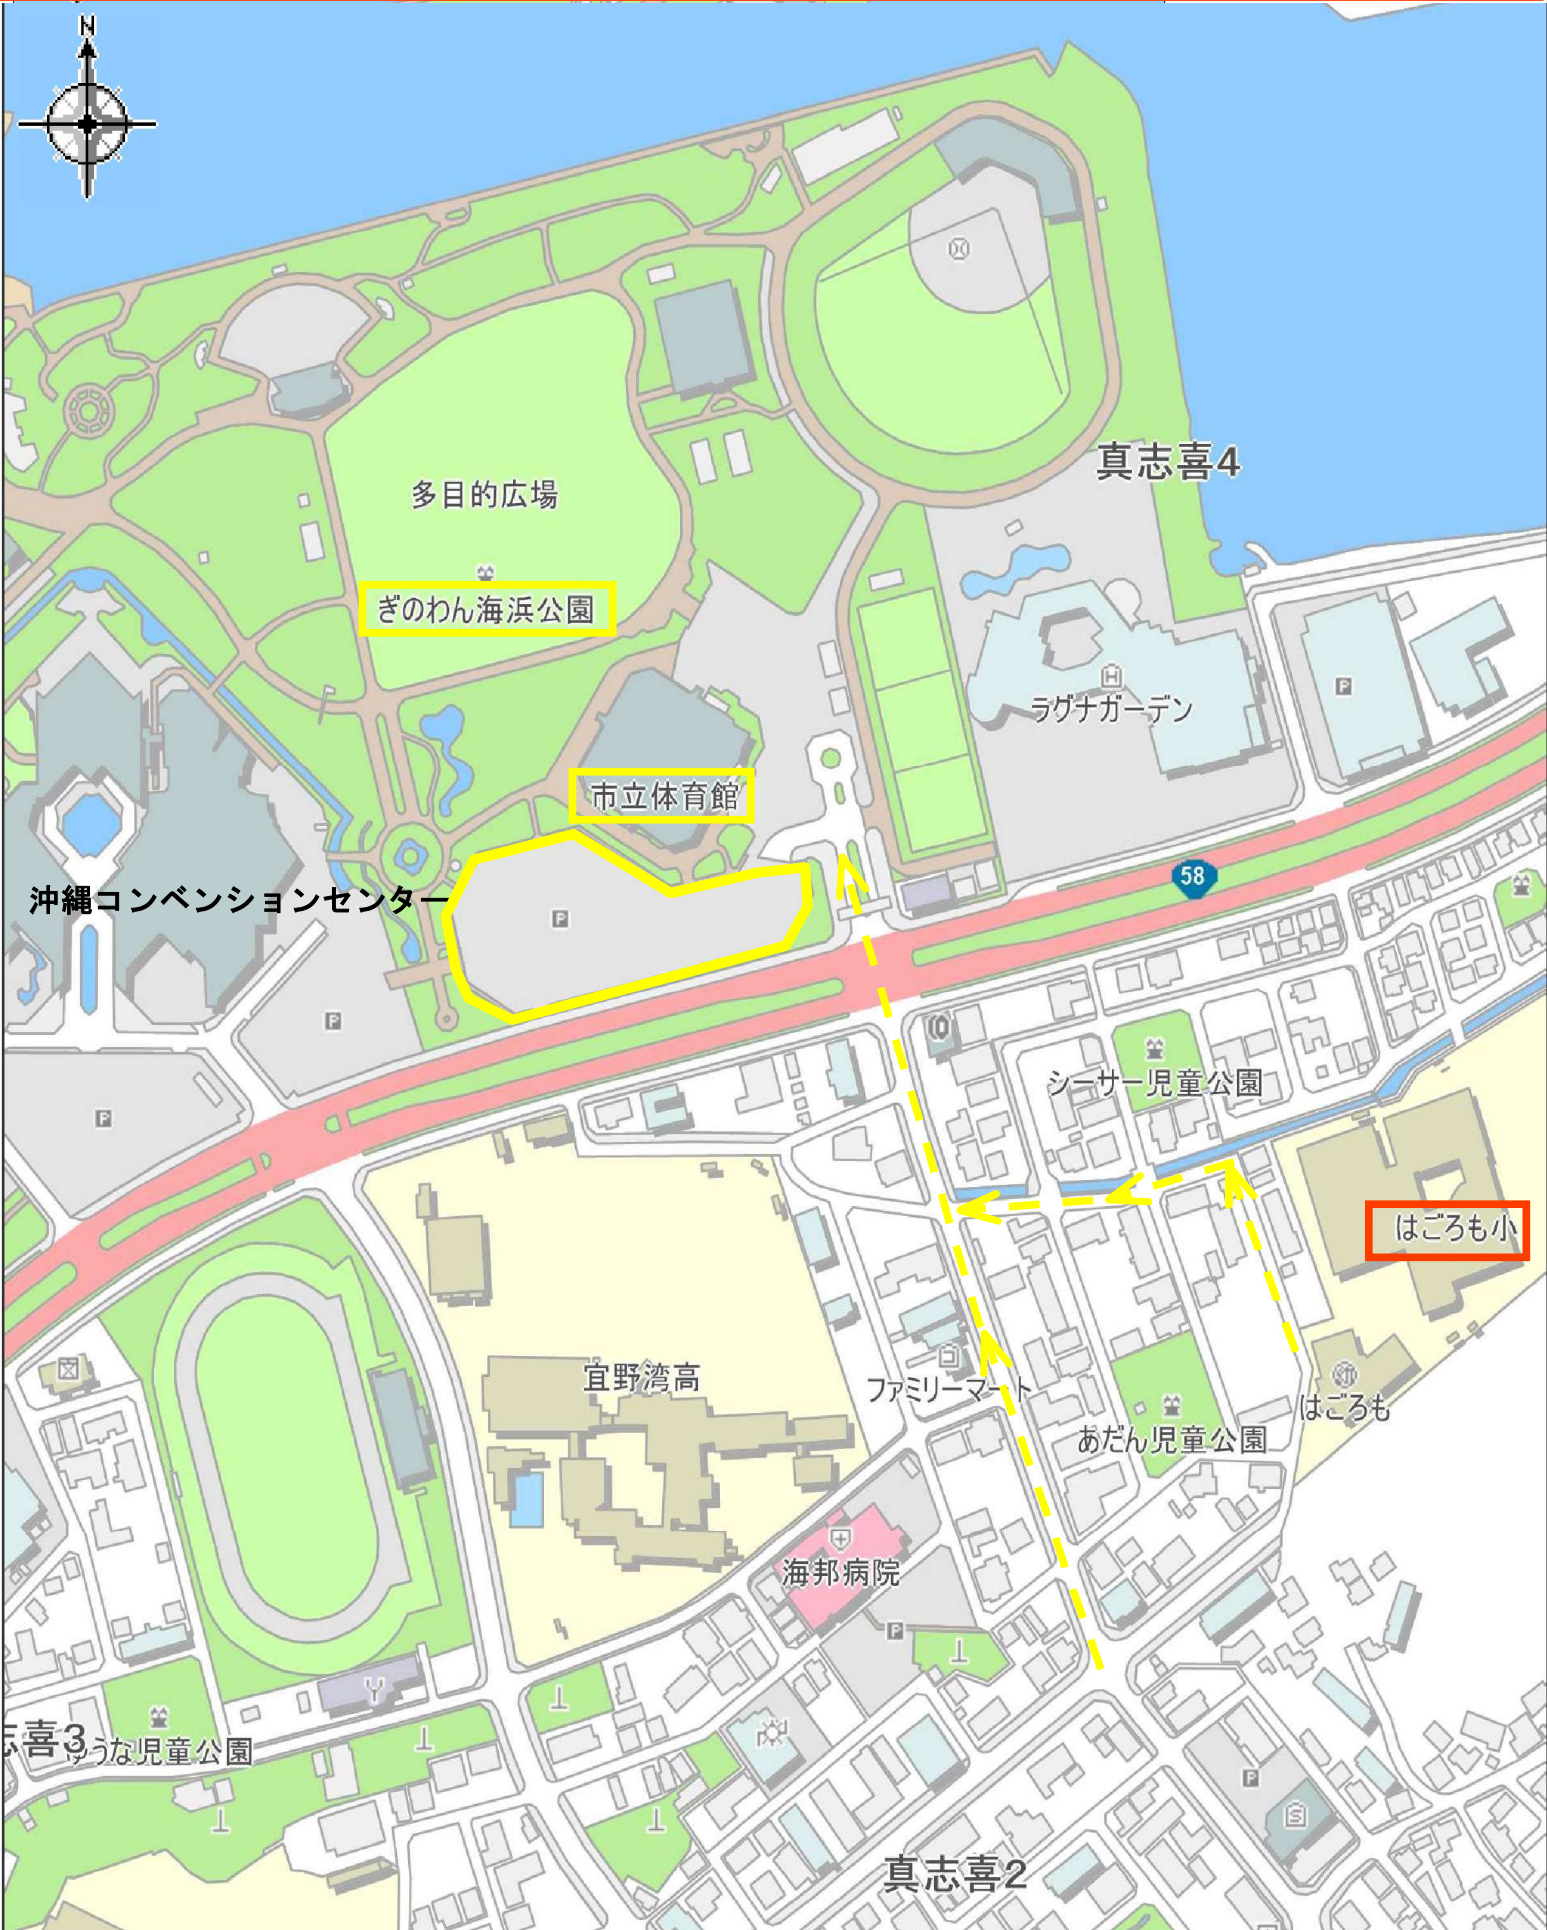 N
真志喜4
多目的広場
ぎのわん海浜公園
H
ラグナガーデン
P
市立体育館
58
沖縄コンベンションセンター
P
P
シーサー児童公園
P
はごろも小
宜野湾高
ファミリーマート
はごろも
あだん児童公園
海邦病院
P
志喜3
ゆうな児童公園
P
真志喜2